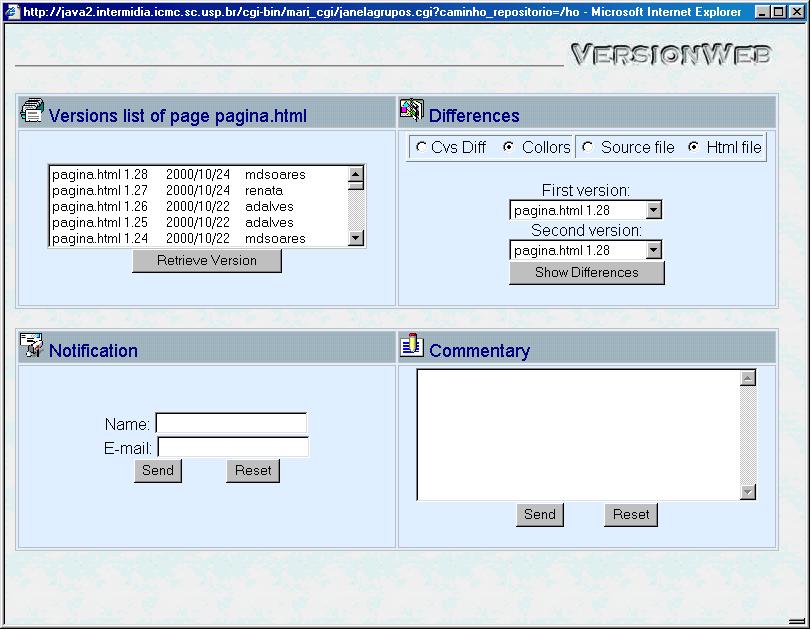 http://java2.intermidia.icmc.sc.usp.br/cgi-bin/mari_cgi/janelagrupos.cgi?caminho_repositorio=/ho - Microsoft Internet Explorer
VERSIONWEB
Versions list of page pagina.html
pagina.html 1.28 2000/10/24 mdsoares
pagina.html 1.27 2000/10/24 renata
pagina.html 1.26 2000/10/22 adalves
pagina.html 1.25 2000/10/22 adalves
pagina.html 1.24 2000/10/22 mdsoares
Retrieve Version
Differences
Cvs Diff Collors Source file Html file
First version:
pagina.html 1.28
Second version:
pagina.html 1.28
Show Differences
Notification
Name:
E-mail:
Send Reset
Commentary
Send Reset